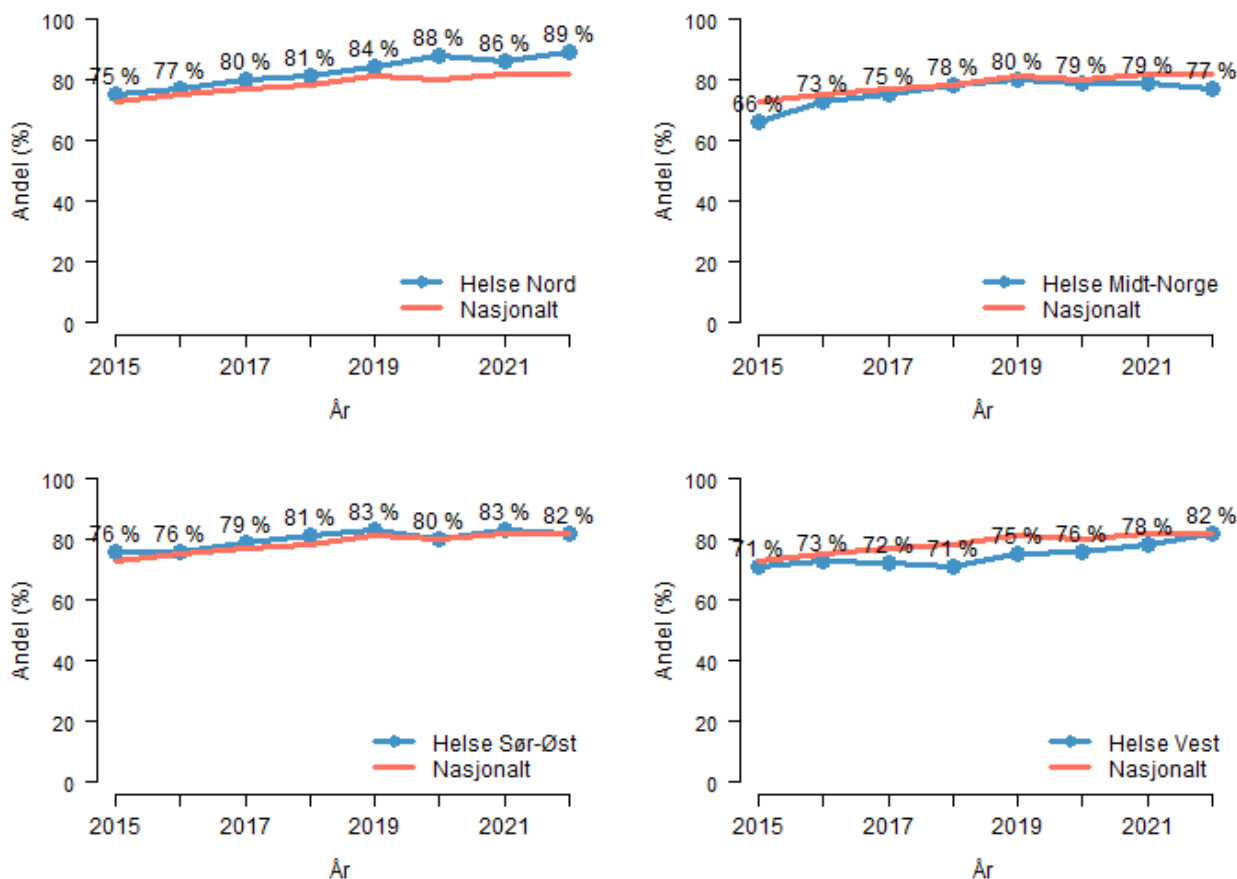 100
80
60
40
20
0
Andel (%)
75 % 77 % 80 % 81 % 84 % 88 % 86 % 89 %
Helse Nord
Nasjonalt
2015 2017 2019 2021
År
100
80
60
40
20
0
Andel (%)
66 % 73 % 75 % 78 % 80 % 79 % 79 % 77 %
Helse Midt-Norge
Nasjonalt
2015 2017 2019 2021
År
100
80
60
40
20
0
Andel (%)
76 % 76 % 79 % 81 % 83 % 80 % 83 % 82 %
Helse Sør-Øst
Nasjonalt
2015 2017 2019 2021
År
100
80
60
40
20
0
Andel (%)
71 % 73 % 72 % 71 % 75 % 76 % 78 % 82 %
Helse Vest
Nasjonalt
2015 2017 2019 2021
År